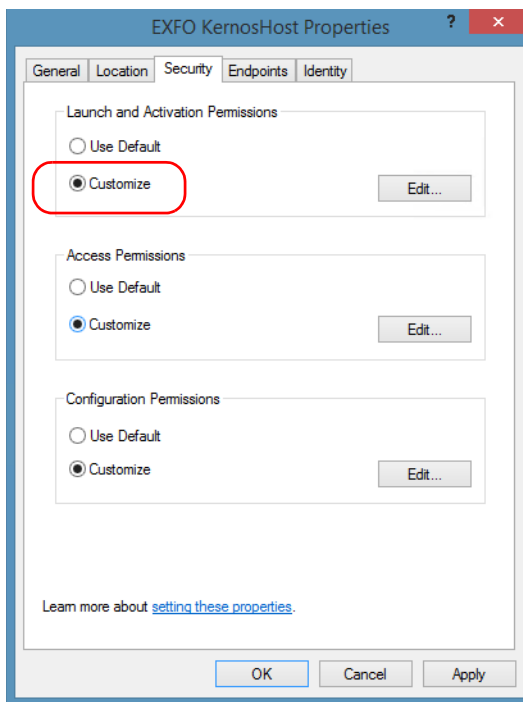 EXFO KernosHost Properties
?
General Location Security Endpoints Identity
Launch and Activation Permissions
Use Default
Customize
Edit...
Access Permissions
Use Default
Customize
Edit...
Configuration Permissions
Use Default
Customize
Edit...
Learn more about setting these properties.
OK Cancel Apply